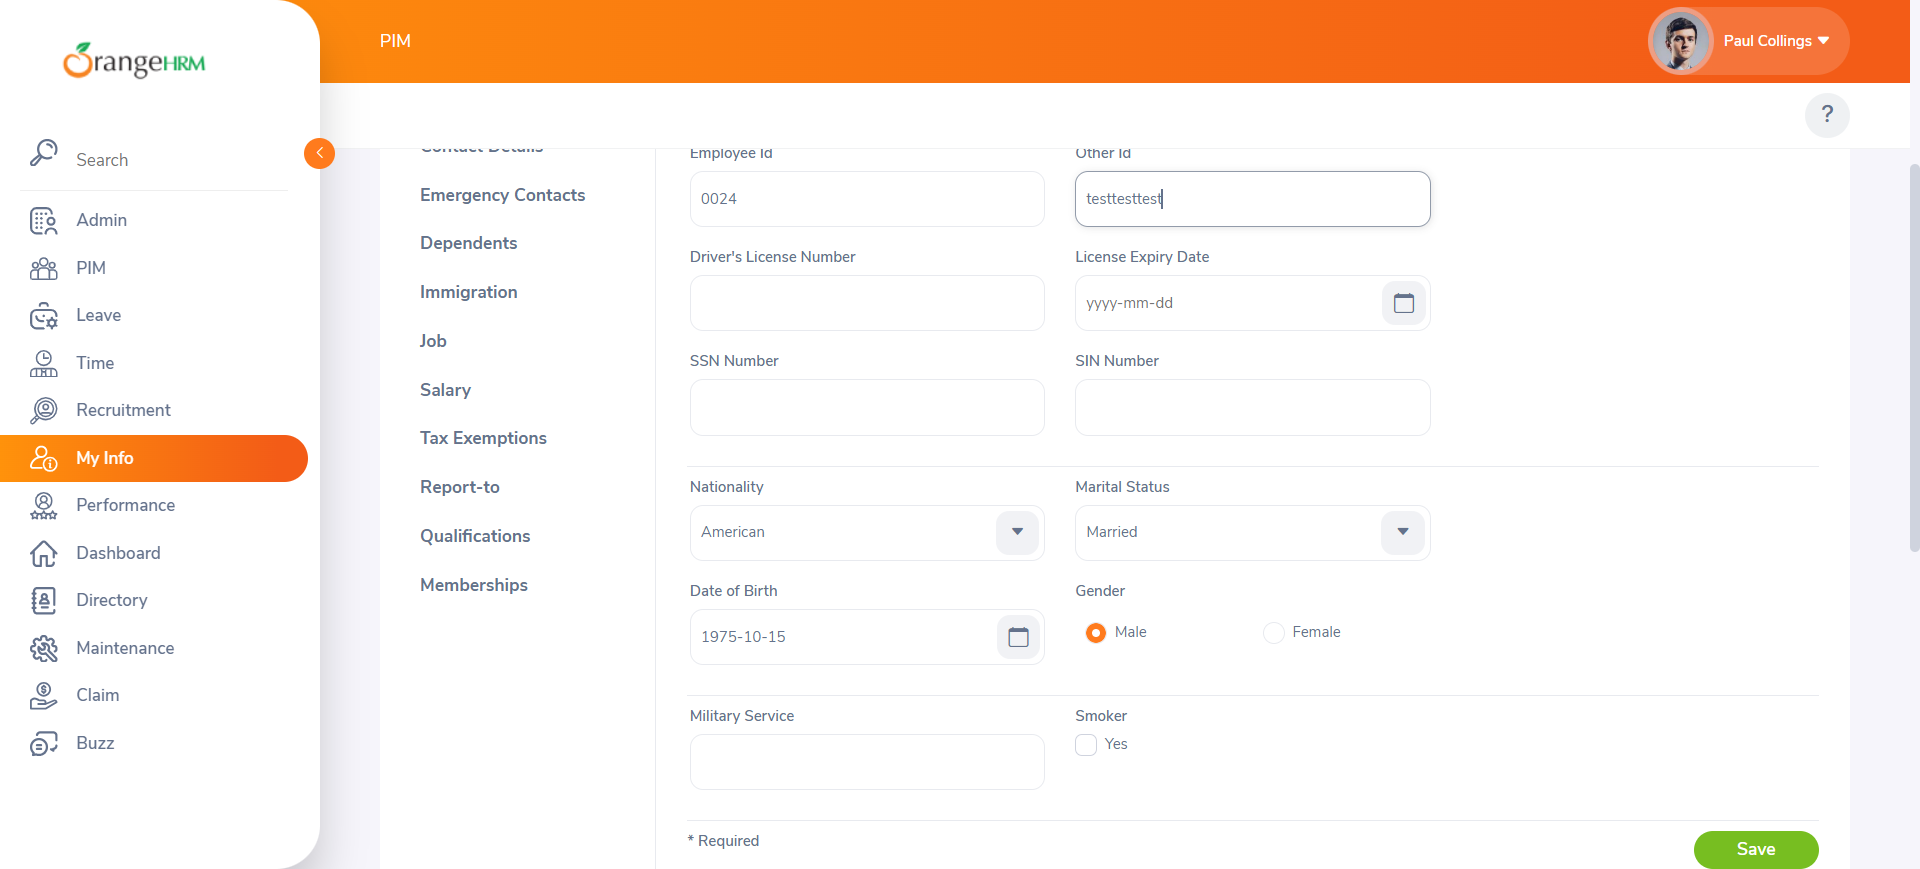 OrangeHRM
PIM
Paul Collings
?
Search
Admin
PIM
Leave
Time
Recruitment
My Info
Performance
Dashboard
Directory
Maintenance
Claim
Buzz
Contact Details
Emergency Contacts
Dependents
Immigration
Job
Salary
Tax Exemptions
Report-to
Qualifications
Memberships
Employee Id
Other Id
0024
testtesttest
Driver's License Number
License Expiry Date
yyyy-mm-dd
SSN Number
SIN Number
Nationality
Marital Status
American
Married
Date of Birth
Gender
1975-10-15
Male
Female
Military Service
Smoker
Yes
* Required
Save